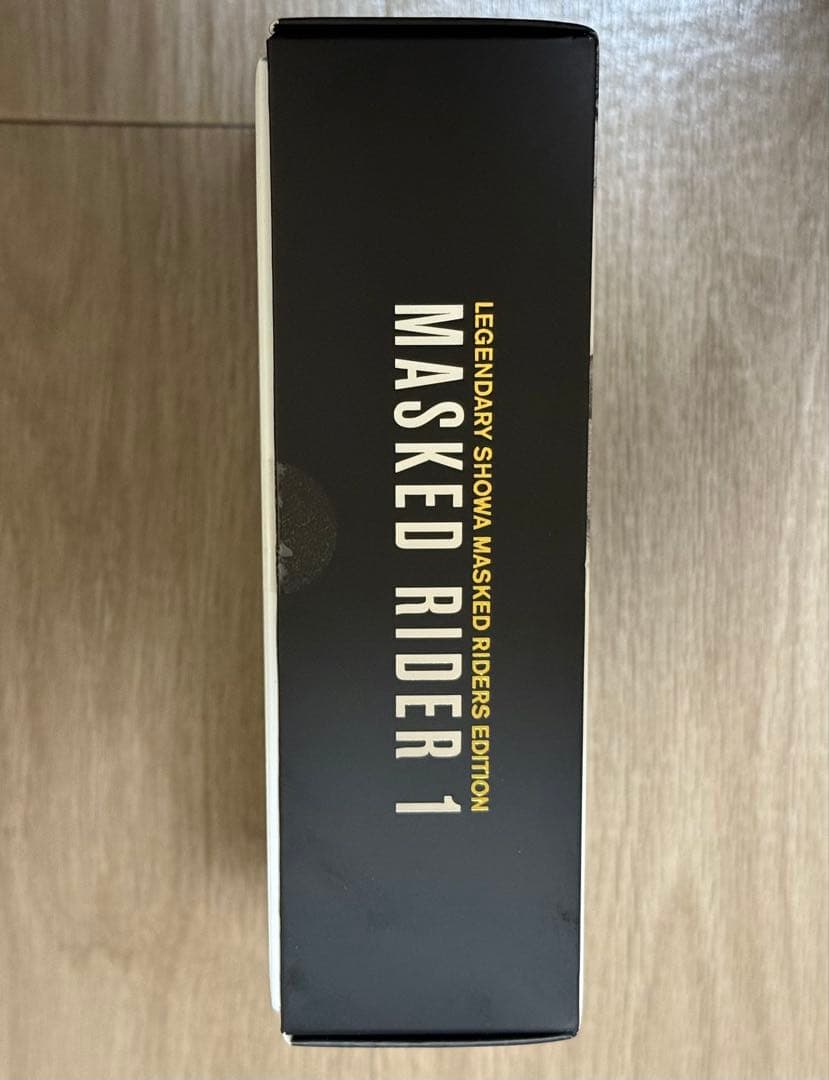 LEGENDARY SHOWA MASKED RIDERS EDITION
MASKED RIDER 1